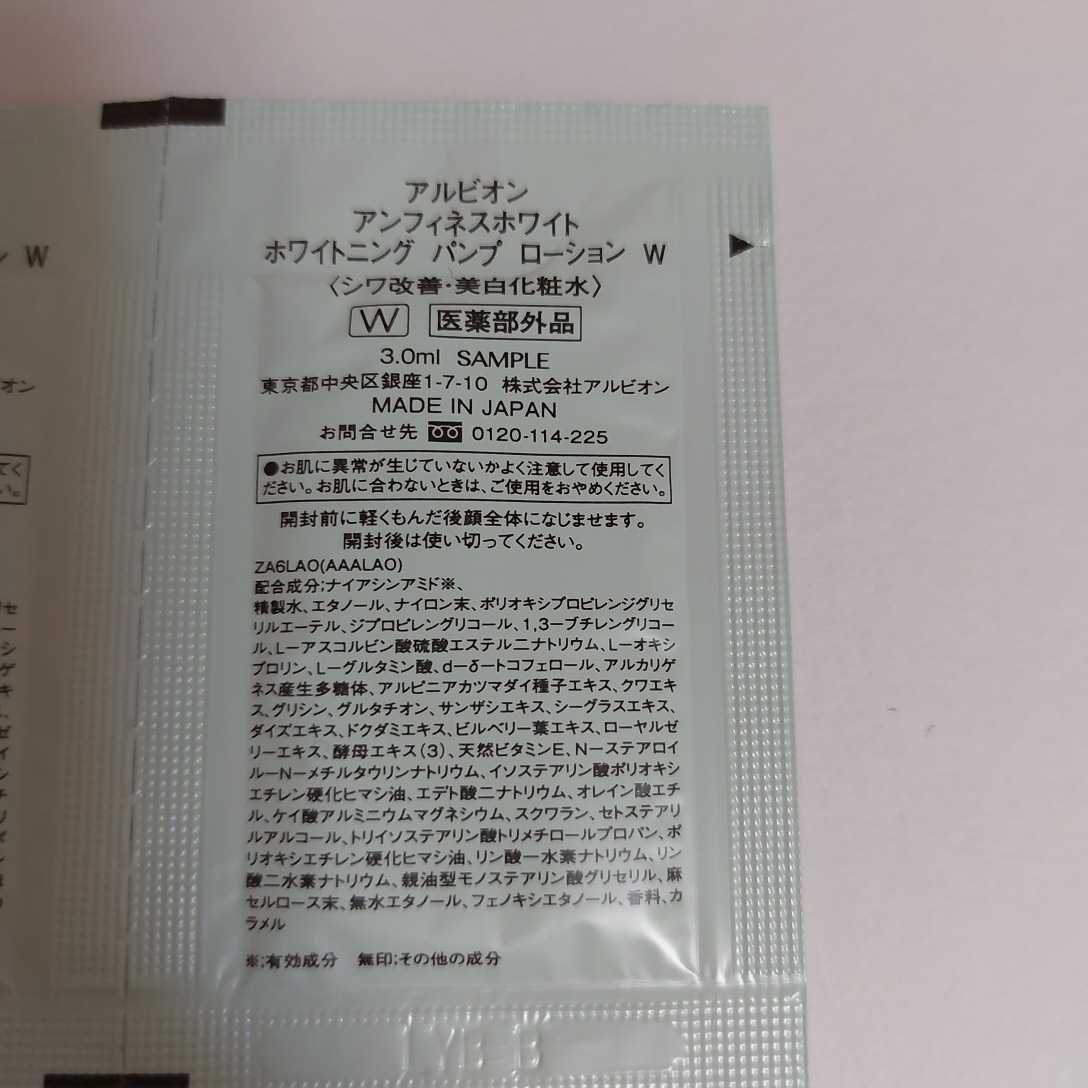 アルビオン
アンフィネスホワイト
ホワイトニング パンプ ローション W
〈シワ改善・美白化粧水〉
W 医薬部外品
3.0ml SAMPLE
東京都中央区銀座1-7-10 株式会社アルビオン
MADE IN JAPAN
お問合せ先 0120-114-225
●お肌に異常が生じていないかよく注意して使用してく
ださい。お肌に合わないときは、ご使用をおやめください。
開封前に軽くもんだ後顔全体になじませます。
開封後は使い切ってください。
ZA6LAO(AAALAO)
配合成分;ナイアシンアミド※、
精製水、エタノール、ナイロン末、ポリオキシプロピレンジグリセ
リルエーテル、ジプロピレングリコール、1,3ーブチレングリコー
ル、Lーアスコルビン酸硫酸エステル二ナトリウム、Lーオキシ
プロリン、Lーグルタミン酸、dーδートコフェロール、アルカリゲ
ネス産生多糖体、アルピニアカツマダイ種子エキス、クワエキ
ス、グリシン、グルタチオン、サンザシエキス、シーグラスエキス、
ダイズエキス、ドクダミエキス、ビルベリー葉エキス、ローヤルゼ
リーエキス、酵母エキス(3)、天然ビタミンE、Nーステアロイ
ルーNーメチルタウリンナトリウム、イソステアリン酸ポリオキシ
エチレン硬化ヒマシ油、エデト酸二ナトリウム、オレイン酸エチ
ル、ケイ酸アルミニウムマグネシウム、スクワラン、セトステアリ
ルアルコール、トリイソステアリン酸トリメチロールプロパン、ポ
リオキシエチレン硬化ヒマシ油、リン酸一水素ナトリウム、リン
酸二水素ナトリウム、親油型モノステアリン酸グリセリル、麻
セルロース末、無水エタノール、フェノキシエタノール、香料、カ
ラメル
※;有効成分 無印;その他の成分
W
オン